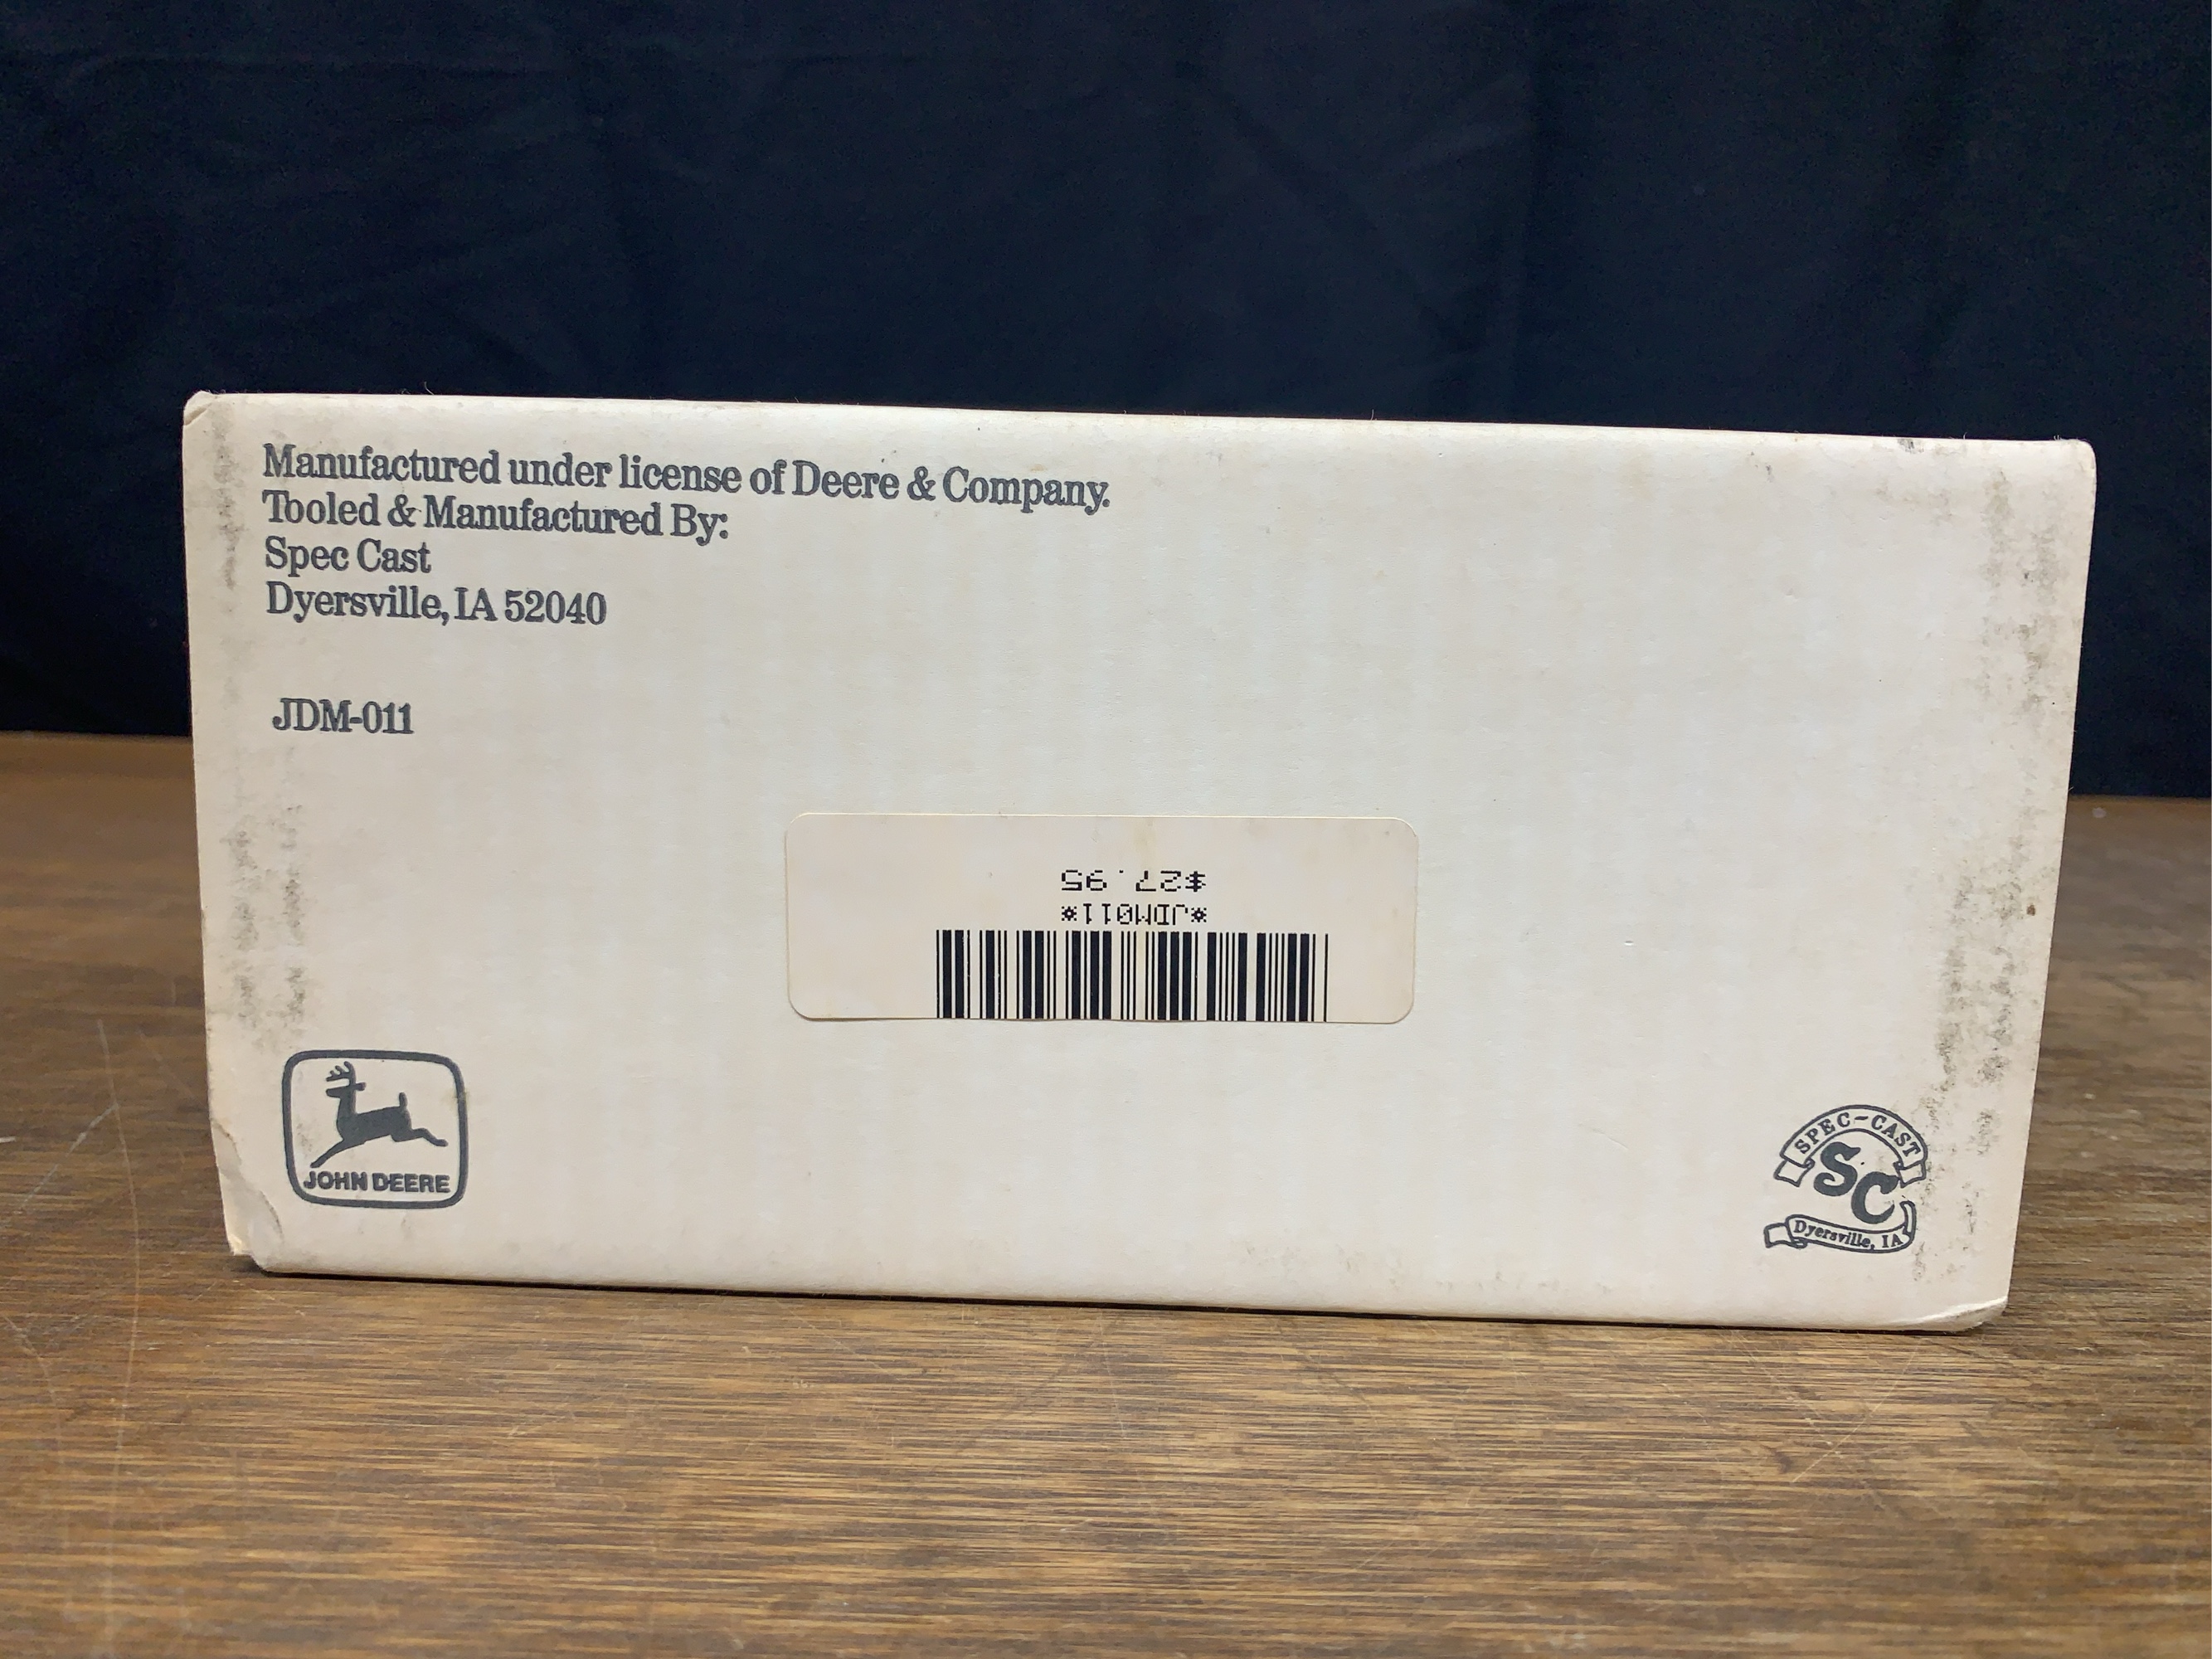 Manufactured under license of Deere & Company.
Tooled & Manufactured By:
Spec Cast
Dyersville, IA 52040
JDM-011
$27.95
*JDM011*
JOHN DEERE
SPEC-CAST
SC
Dyersville, IA